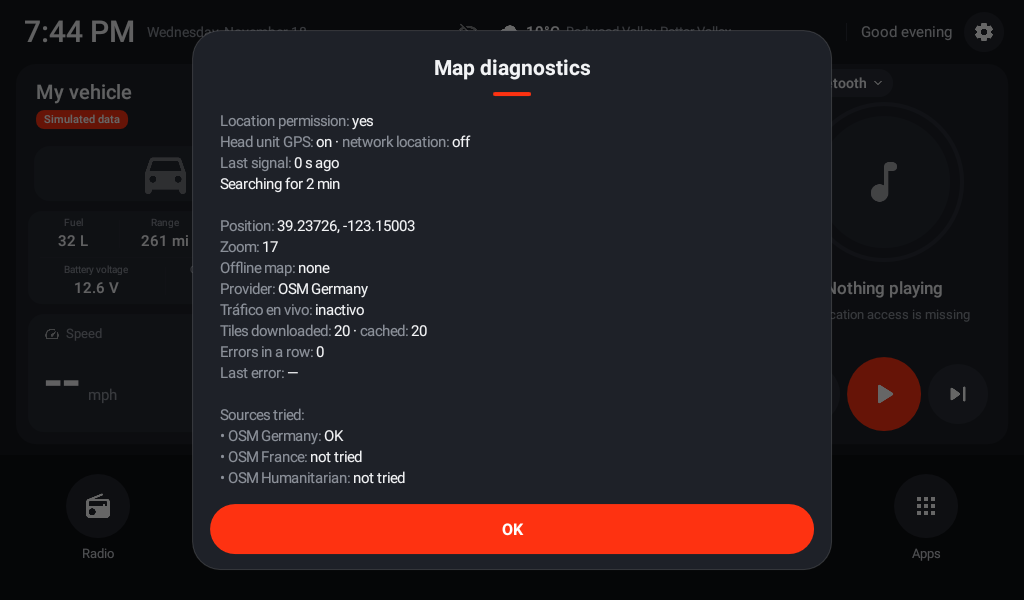 7:44 PM
Good evening
Map diagnostics
My vehicle
Simulated data
Location permission: yes
Head unit GPS: on · network location: off
Last signal: 0 s ago
Searching for 2 min
Fuel
Range
32 L
261 mi
Battery voltage
12.6 V
Position: 39.23726, -123.15003
Zoom: 17
Offline map: none
Provider: OSM Germany
Tráfico en vivo: inactivo
Tiles downloaded: 20 · cached: 20
Errors in a row: 0
Last error: —
Nothing playing
access is missing
Speed
-- mph
Sources tried:
• OSM Germany: OK
• OSM France: not tried
• OSM Humanitarian: not tried
OK
Radio
Apps